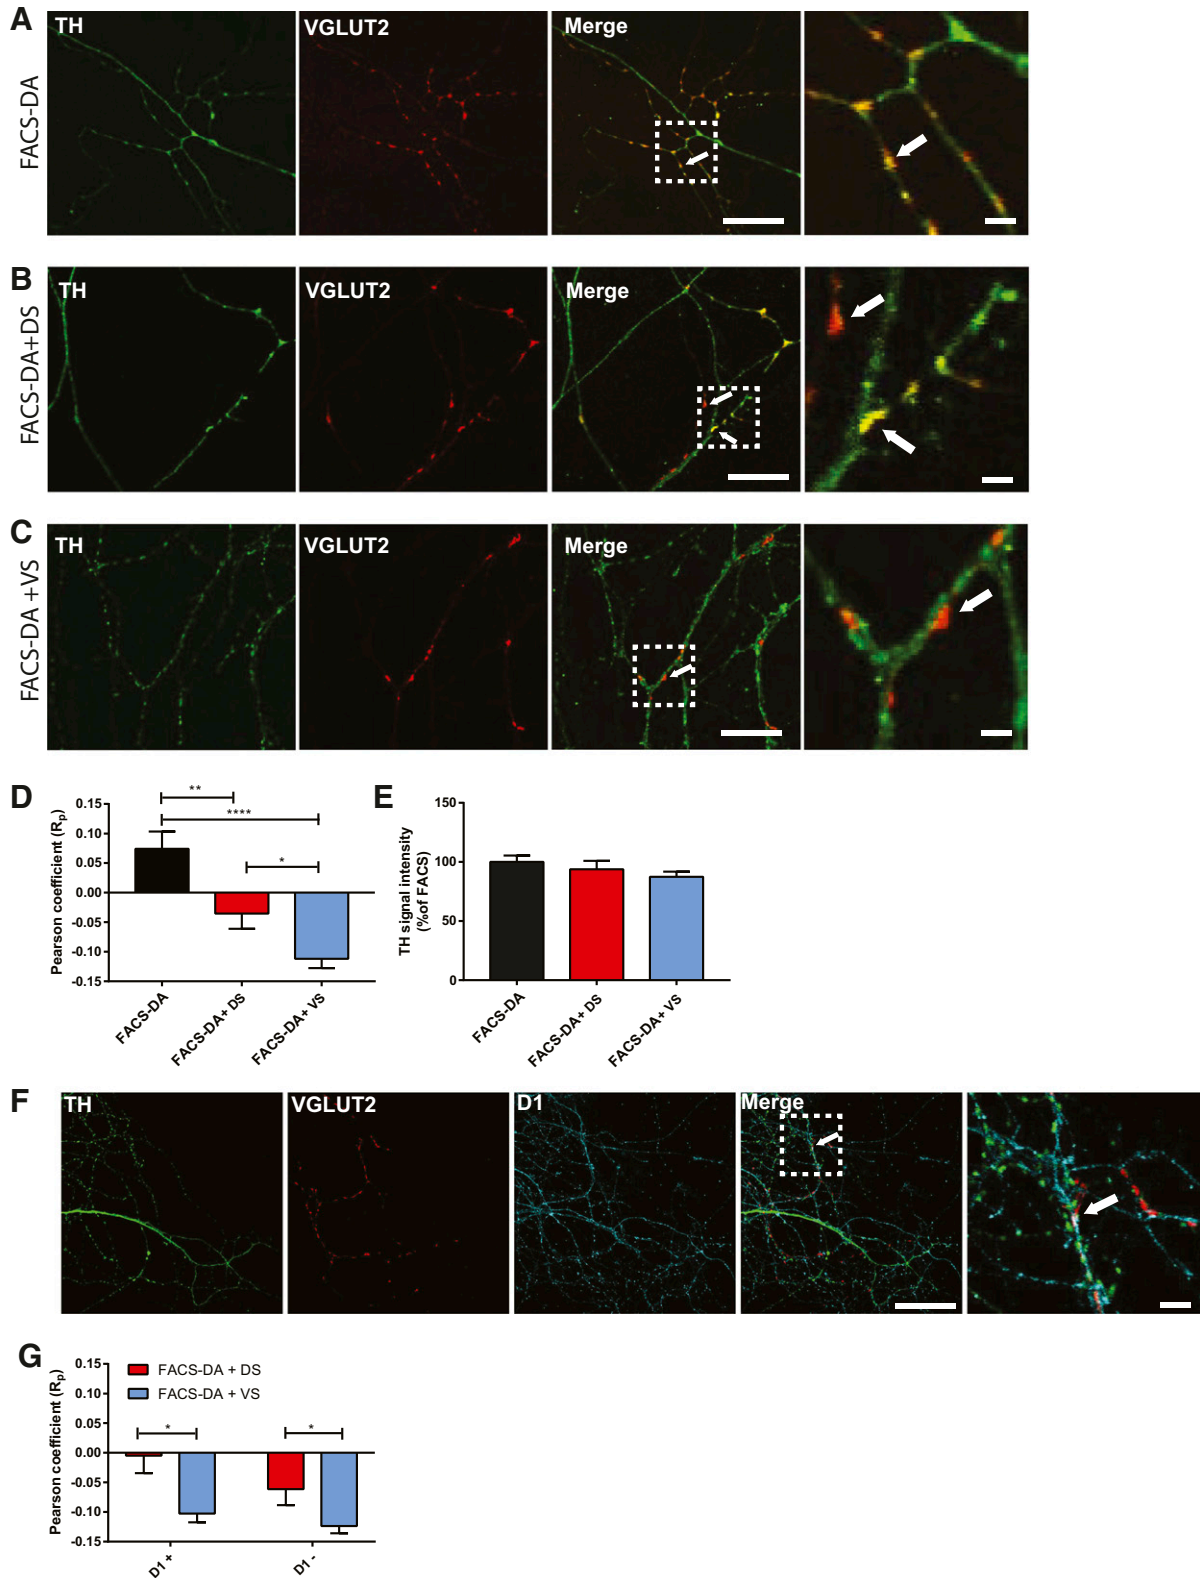 A
FACS-DA
TH
VGLUT2
Merge
B
FACS-DA+DS
TH
VGLUT2
Merge
C
FACS-DA +VS
TH
VGLUT2
Merge
D
Pearson coefficient (Rp)
0.15
0.10
0.05
0.00
-0.05
-0.10
-0.15
**
****
*
FACS-DA
FACS-DA+ DS
FACS-DA+ VS
E
TH signal intensity
(%of FACS)
150
100
50
0
FACS-DA
FACS-DA+ DS
FACS-DA+ VS
F
TH
VGLUT2
D1
Merge
G
Pearson coefficient (Rp)
0.15
0.10
0.05
0.00
-0.05
-0.10
-0.15
FACS-DA + DS
FACS-DA + VS
*
*
D1 +
D1 -